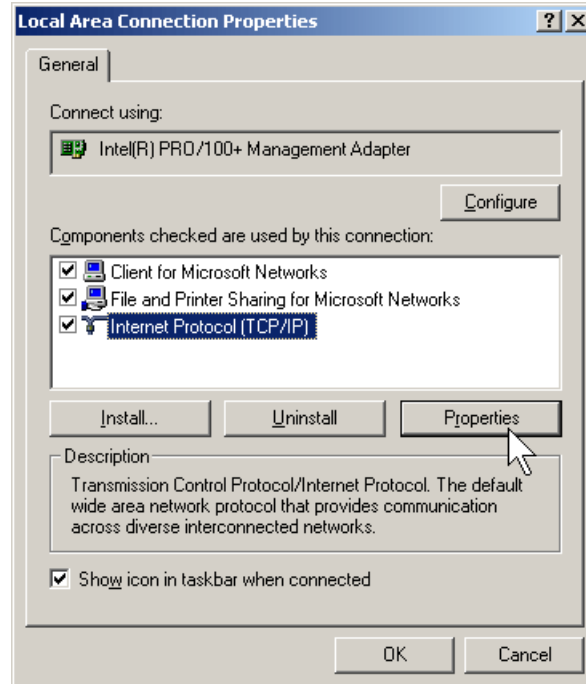 Local Area Connection Properties
General
Connect using:
Intel(R) PRO/100+ Management Adapter
Configure
Components checked are used by this connection:
Client for Microsoft Networks
File and Printer Sharing for Microsoft Networks
Internet Protocol (TCP/IP)
Install... Uninstall Properties
Description
Transmission Control Protocol/Internet Protocol. The default
wide area network protocol that provides communication
across diverse interconnected networks.
Show icon in taskbar when connected
OK Cancel